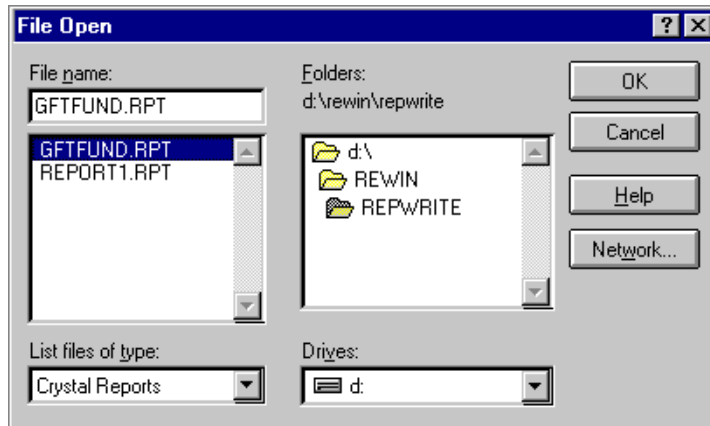 File Open
File name:
GFTFUND.RPT
GFTFUND.RPT
REPORT1.RPT
List files of type:
Crystal Reports
Folders:
d:\rewin\repwrite
d:\
REWIN
REPWRITE
Drives:
d:
OK
Cancel
Help
Network...